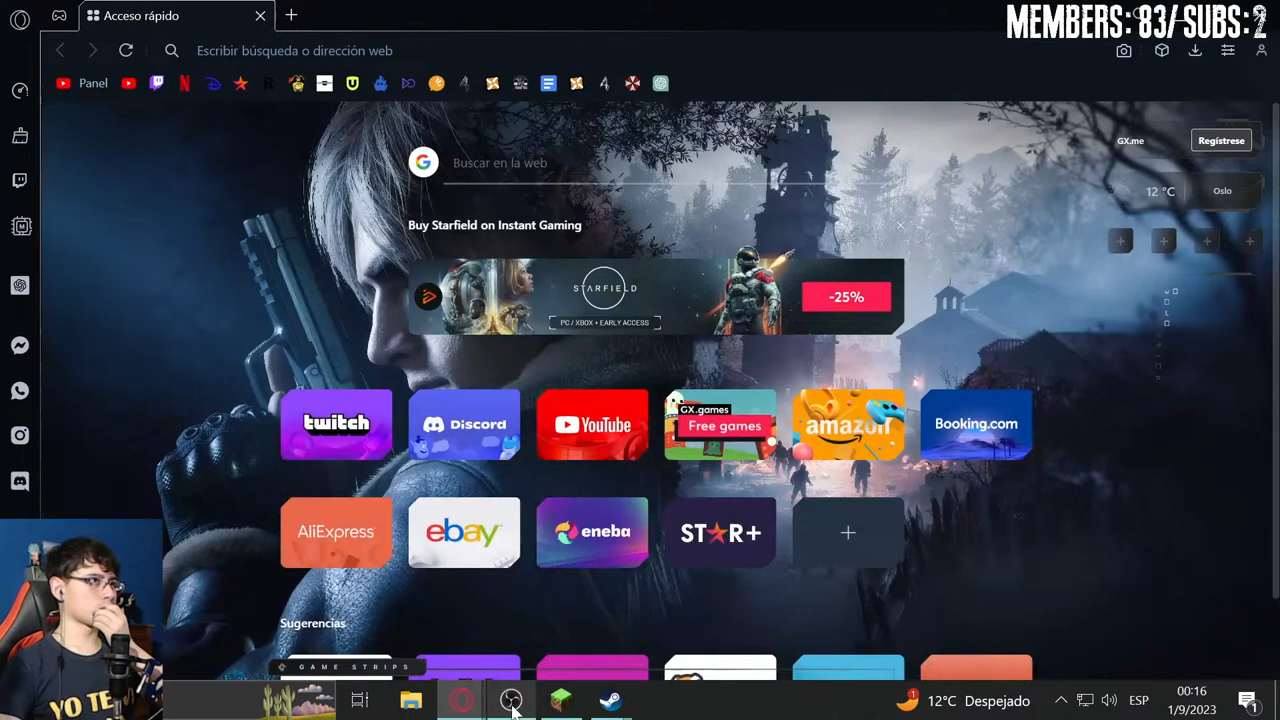 Acceso rápido
MEMBERS: 83/ SUBS: 2
Escribir búsqueda o dirección web
Panel
Buscar en la web
GX.me
Regístrese
12 °C
Oslo
Buy Starfield on Instant Gaming
STARFIELD
PC / XBOX + EARLY ACCESS
-25%
twitch
Discord
YouTube
GX.games
Free games
amazon
Booking.com
AliExpress
ebay
eneba
STAR+
Sugerencias
GAME STRIPS
YO TE
1
12°C Despejado
ESP
00:16
1/9/2023
1